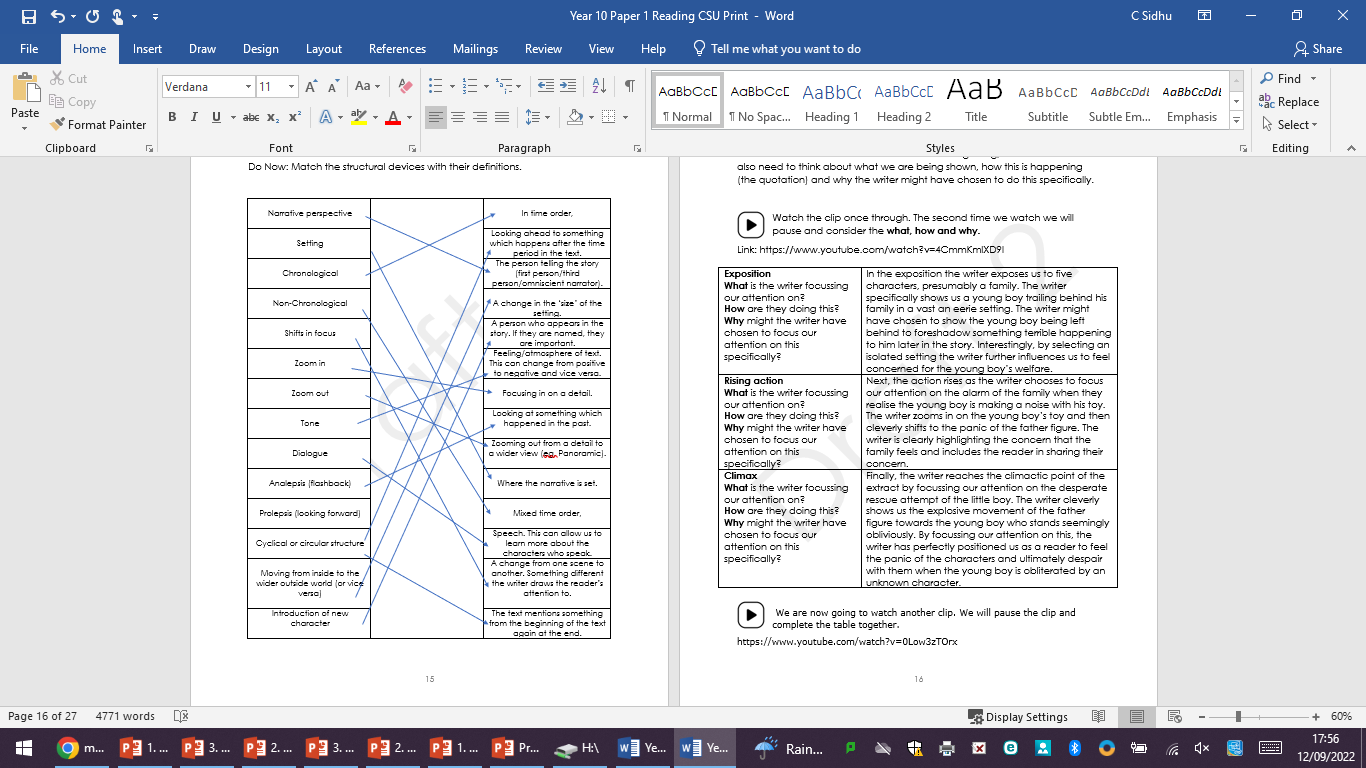 Year 10 Paper 1 Reading CSU Print - Word
C Sidhu
File Home Insert Draw Design Layout References Mailings Review View Help Tell me what you want to do
Share
Paste
Cut
Copy
Format Painter
Clipboard
Verdana 11
Font
Paragraph
AaBbCcD AaBbCcD AaBbCc AaBbCcD AaB AaBbCcD AaBbCcDd AaBbCcDd
¶ Normal ¶ No Spac... Heading 1 Heading 2 Title Subtitle Subtle Em... Emphasis
Styles
Find
Replace
Select
Editing
Do Now: Match the structural devices with their definitions.
Narrative perspective
Setting
Chronological
Non-Chronological
Shifts in focus
Zoom in
Zoom out
Tone
Dialogue
Analepsis (flashback)
Prolepsis (looking forward)
Cyclical or circular structure
Moving from inside to the
wider outside world (or vice
versa)
Introduction of new
character
In time order,
Looking ahead to something
which happens after the time
period in the text.
The person telling the story
(first person/third
person/omniscient narrator).
A change in the 'size' of the
setting.
A person who appears in the
story. If they are named, they
are important.
Feeling/atmosphere of text.
This can change from positive
to negative and vice versa.
Focusing in on a detail.
Looking at something which
happened in the past.
Zooming out from a detail to
a wider view (eg. Panoramic).
Where the narrative is set.
Mixed time order,
Speech. This can allow us to
learn more about the
characters who speak.
A change from one scene to
another. Something different
the writer draws the reader's
attention to.
The text mentions something
from the beginning of the text
again at the end.
15
also need to think about what we are being shown, how this is happening
(the quotation) and why the writer might have chosen to do this specifically.
Watch the clip once through. The second time we watch we will
pause and consider the what, how and why.
Link: https://www.youtube.com/watch?v=4CmmKmlXD9I
Exposition
What is the writer focussing
our attention on?
How are they doing this?
Why might the writer have
chosen to focus our
attention on this
specifically?
In the exposition the writer exposes us to five
characters, presumably a family. The writer
specifically shows us a young boy trailing behind his
family in a vast an eerie setting. The writer might
have chosen to show the young boy being left
behind to foreshadow something terrible happening
to him later in the story. Interestingly, by selecting an
isolated setting the writer further influences us to feel
concerned for the young boy's welfare.
Rising action
What is the writer focussing
our attention on?
How are they doing this?
Why might the writer have
chosen to focus our
attention on this
specifically?
Next, the action rises as the writer chooses to focus
our attention on the alarm of the family when they
realise the young boy is making a noise with his toy.
The writer zooms in on the young boy's toy and then
cleverly shifts to the panic of the father figure. The
writer is clearly highlighting the concern that the
family feels and includes the reader in sharing their
concern.
Climax
What is the writer focussing
our attention on?
How are they doing this?
Why might the writer have
chosen to focus our
attention on this
specifically?
Finally, the writer reaches the climactic point of the
extract by focussing our attention on the desperate
rescue attempt of the little boy. The writer cleverly
shows us the explosive movement of the father
figure towards the young boy who stands seemingly
obliviously. By focussing our attention on this, the
writer has perfectly positioned us as a reader to feel
the panic of the characters and ultimately despair
with them when the young boy is obliterated by an
unknown character.
We are now going to watch another clip. We will pause the clip and
complete the table together.
https://www.youtube.com/watch?v=0Low3zTOrx
16
Page 16 of 27 4771 words
Display Settings
60%
m... 1. ... 3. ... 2. ... 3. ... 2. ... 1. ... Pr... H:\ Ye... Ye... Rain...
17:56
12/09/2022